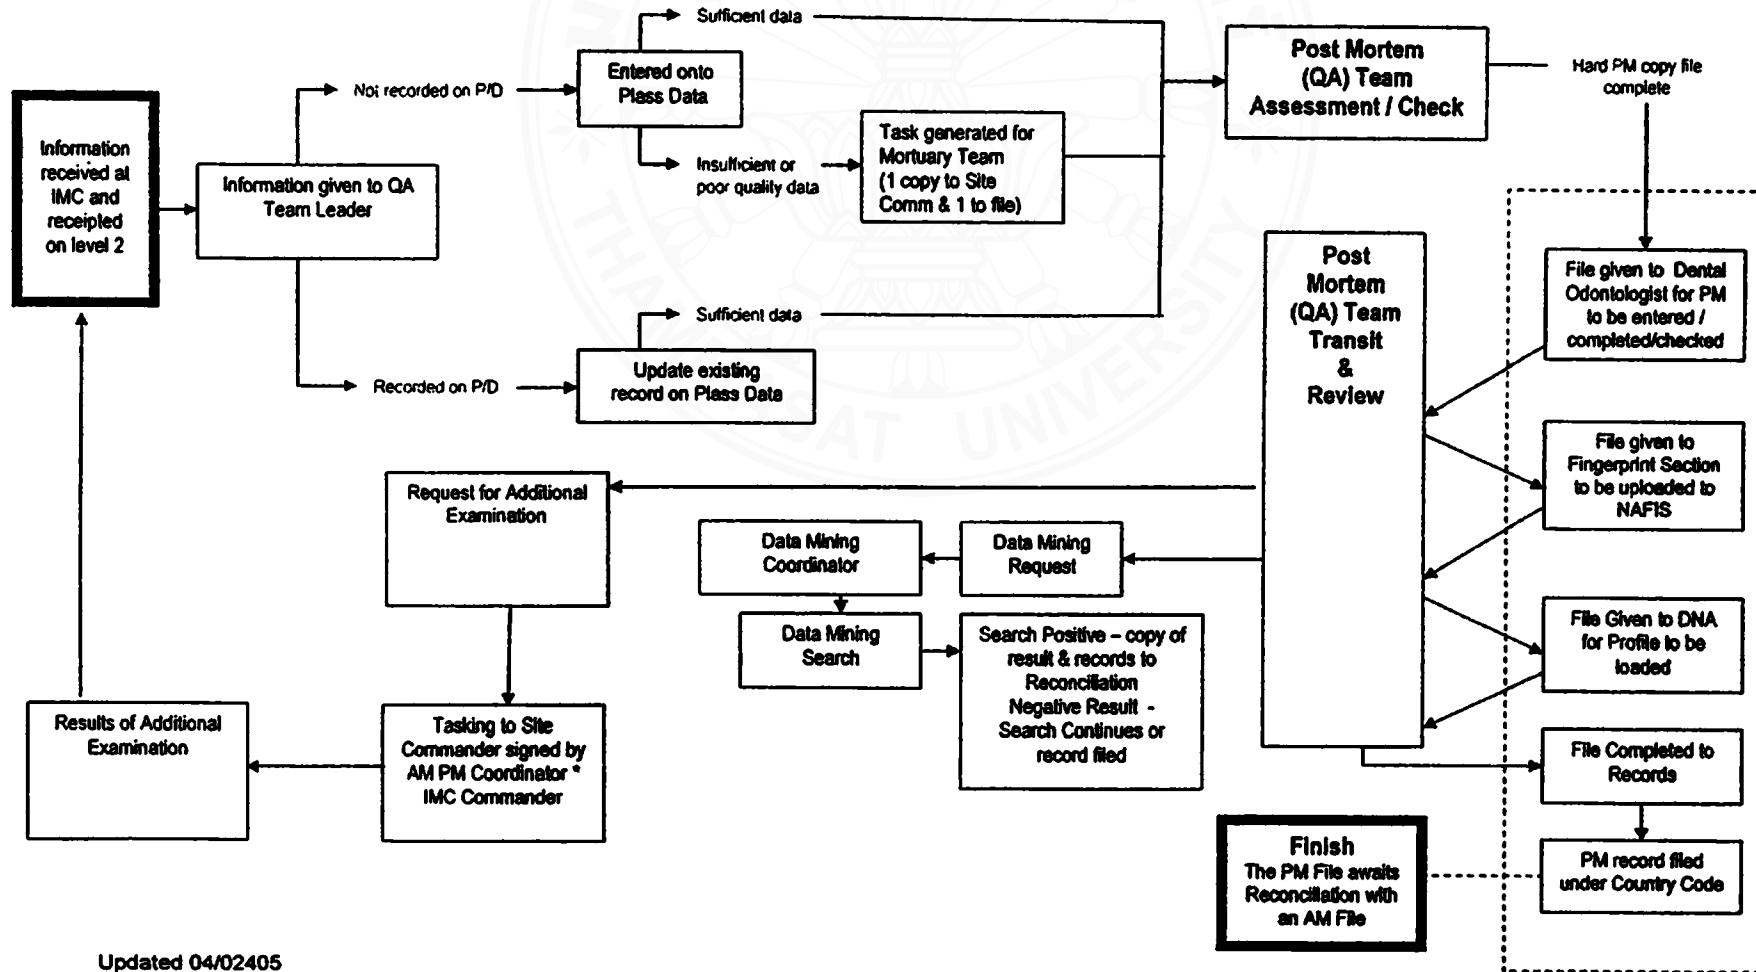 Sufficient data
Post Mortem
(QA) Team
Assessment / Check
Hard PM copy file
complete
Entered onto
Plass Data
Not recorded on P/D
Information
received at
IMC and
receipted
on level 2
Task generated for
Mortuary Team
(1 copy to Site
Comm & 1 to file)
Insufficient or
poor quality data
Information given to QA
Team Leader
Post
Mortem
(QA) Team
Transit
&
Review
File given to Dental
Odontologist for PM
to be entered /
completed/checked
Sufficient data
Update existing
record on Plass Data
Recorded on P/D
THAMMASAT UNIVERSITY
File given to
Fingerprint Section
to be uploaded to
NAFIS
Request for Additional
Examination
Data Mining
Coordinator
Data Mining
Request
Data Mining
Search
Search Positive – copy of
result & records to
Reconciliation
Negative Result -
Search Continues or
record filed
File Given to DNA
for Profile to be
loaded
Results of Additional
Examination
Tasking to Site
Commander signed by
AM PM Coordinator *
IMC Commander
File Completed to
Records
Finish
The PM File awaits
Reconciliation with
an AM File
PM record filed
under Country Code
Updated 04/02405